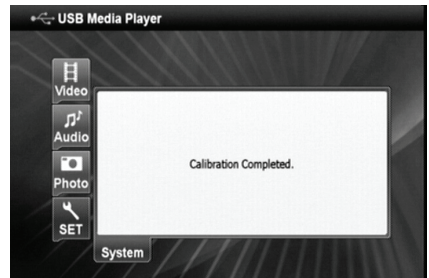 USB Media Player
Video
Audio
Photo
SET
Calibration Completed.
System